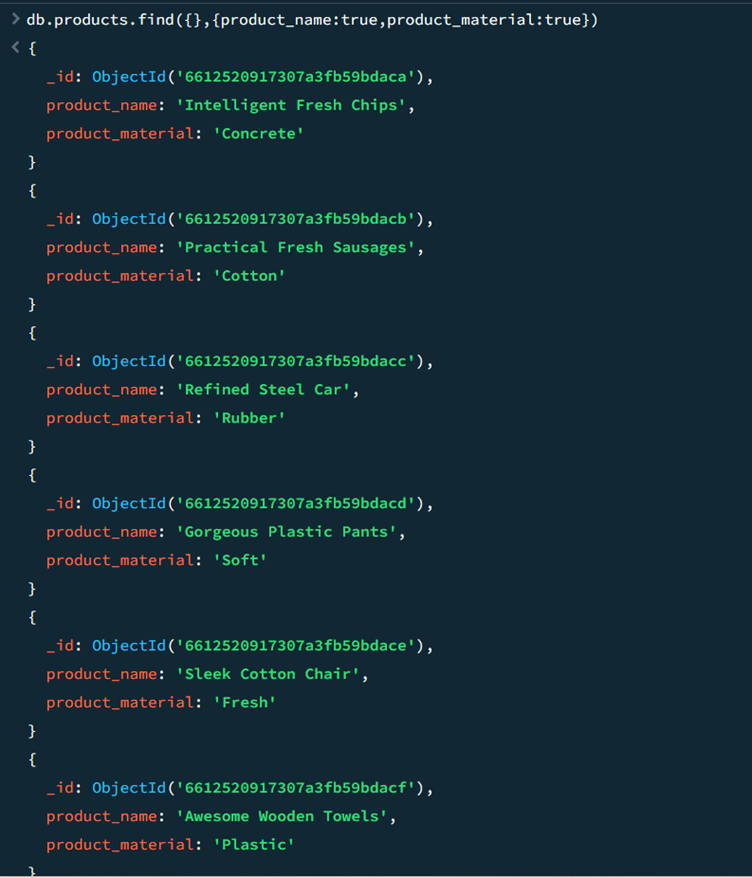 > db.products.find({},{product_name:true,product_material:true})
< {
_id: ObjectId('6612520917307a3fb59bdaca'),
product_name: 'Intelligent Fresh Chips',
product_material: 'Concrete'
}
{
_id: ObjectId('6612520917307a3fb59bdacb'),
product_name: 'Practical Fresh Sausages',
product_material: 'Cotton'
}
{
_id: ObjectId('6612520917307a3fb59bdacc'),
product_name: 'Refined Steel Car',
product_material: 'Rubber'
}
{
_id: ObjectId('6612520917307a3fb59bdacd'),
product_name: 'Gorgeous Plastic Pants',
product_material: 'Soft'
}
{
_id: ObjectId('6612520917307a3fb59bdace'),
product_name: 'Sleek Cotton Chair',
product_material: 'Fresh'
}
{
_id: ObjectId('6612520917307a3fb59bdacf'),
product_name: 'Awesome Wooden Towels',
product_material: 'Plastic'
}